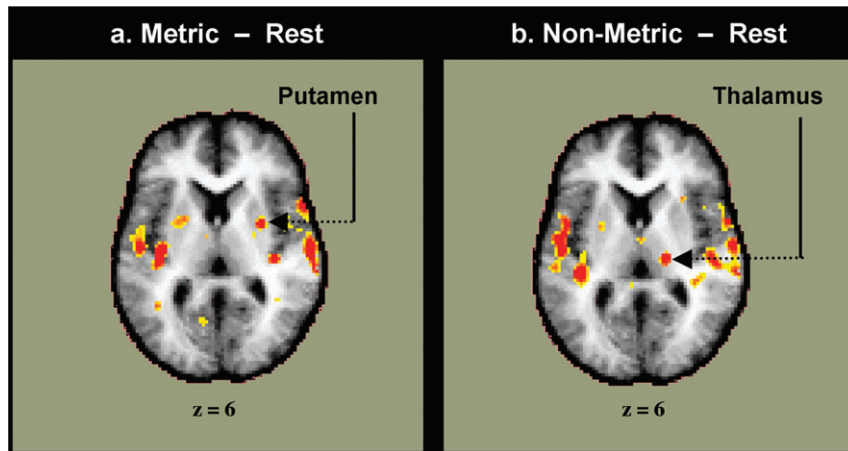 a. Metric – Rest
b. Non-Metric – Rest
Putamen
Thalamus
z = 6
z = 6